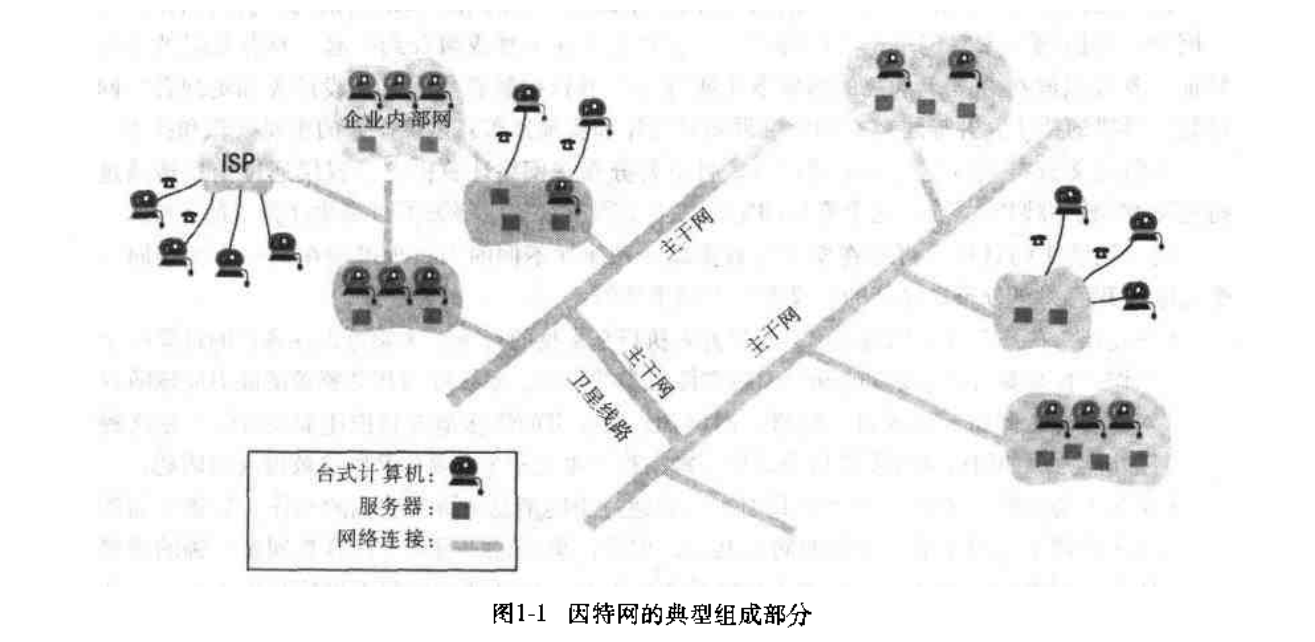 企业内部网
ISP
主干网
主干网
主干网
卫星线路
台式计算机：
服务器：
网络连接：
图1-1 因特网的典型组成部分